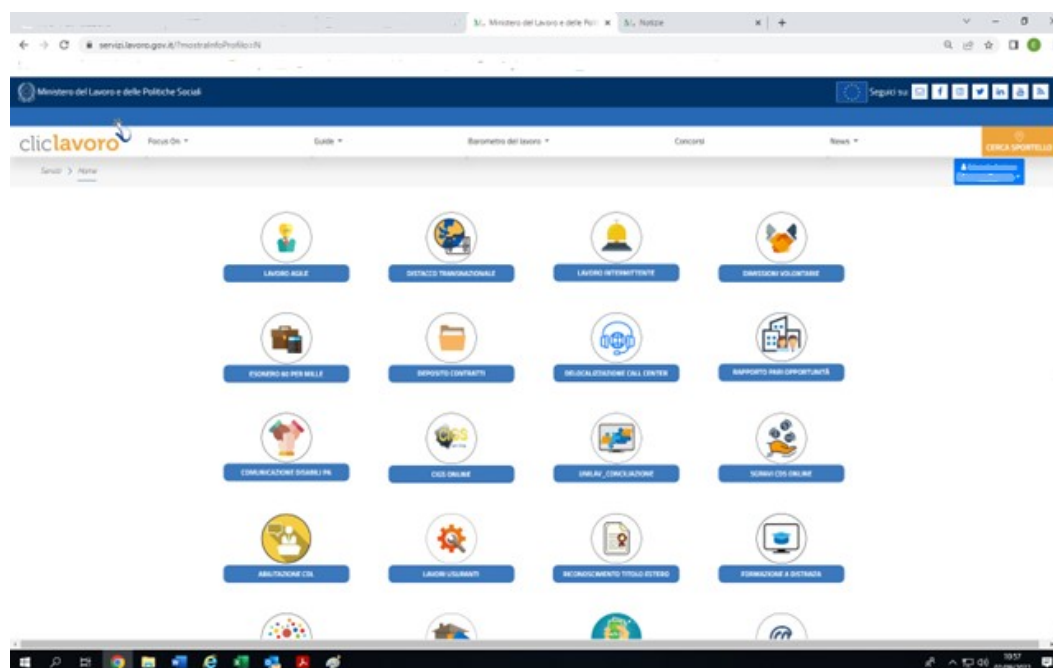 Ministero del Lavoro e delle Poli
Notizie
servizi.lavoro.gov.it/?mostraInfoProfilo=N
Ministero del Lavoro e delle Politiche Sociali
Seguici su
cliclavoro
Focus On
Guide
Barometro del lavoro
Concorsi
News
CERCA SPORTELLO
Servizi > Home
LAVORO AGILE
DISTACCO TRANSNAZIONALE
LAVORO INTERMITTENTE
DIMISSIONI VOLONTARIE
ESONERO 60 PER MILLE
DEPOSITO CONTRATTI
DELOCALIZZAZIONE CALL CENTER
RAPPORTO PARI OPPORTUNITÀ
COMUNICAZIONE DISABILI PA
CIGS
CIGS ONLINE
UNILAV_CONCILIAZIONE
SGRAVI CDS ONLINE
ABILITAZIONE CDL
LAVORI USURANTI
RICONOSCIMENTO TITOLO ESTERO
FORMAZIONE A DISTANZA
10:57